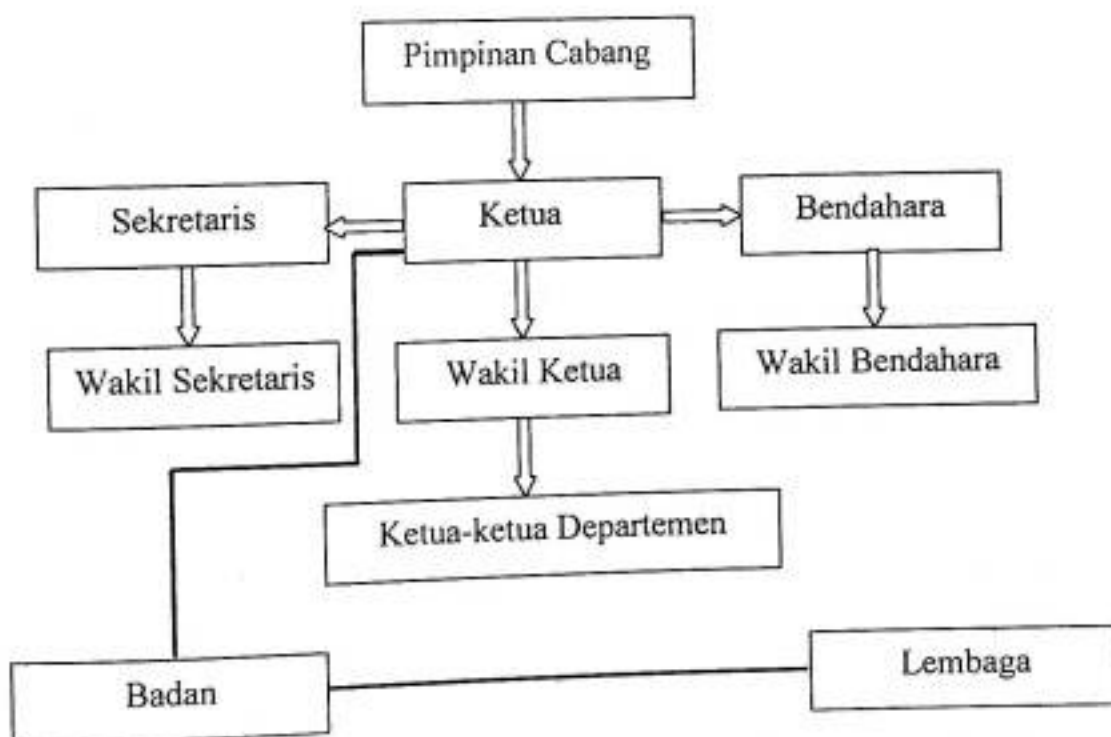 Pimpinan Cabang
Sekretaris
Ketua
Bendahara
Wakil Sekretaris
Wakil Ketua
Wakil Bendahara
Ketua-ketua Departemen
Badan
Lembaga